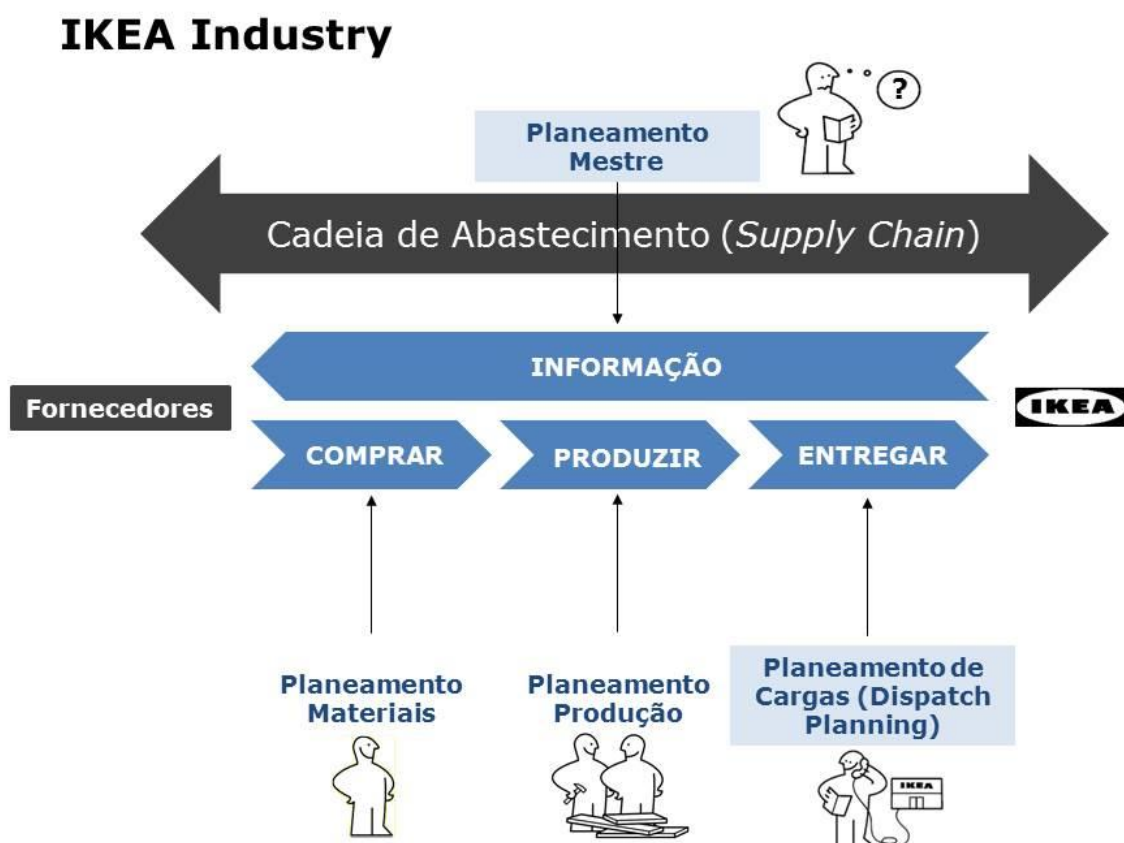 IKEA Industry
?
Planeamento
Mestre
Cadeia de Abastecimento (Supply Chain)
INFORMAÇÃO
Fornecedores
IKEA
COMPRAR
PRODUZIR
ENTREGAR
Planeamento
Materiais
Planeamento
Produção
Planeamento de
Cargas (Dispatch
Planning)
IKEA